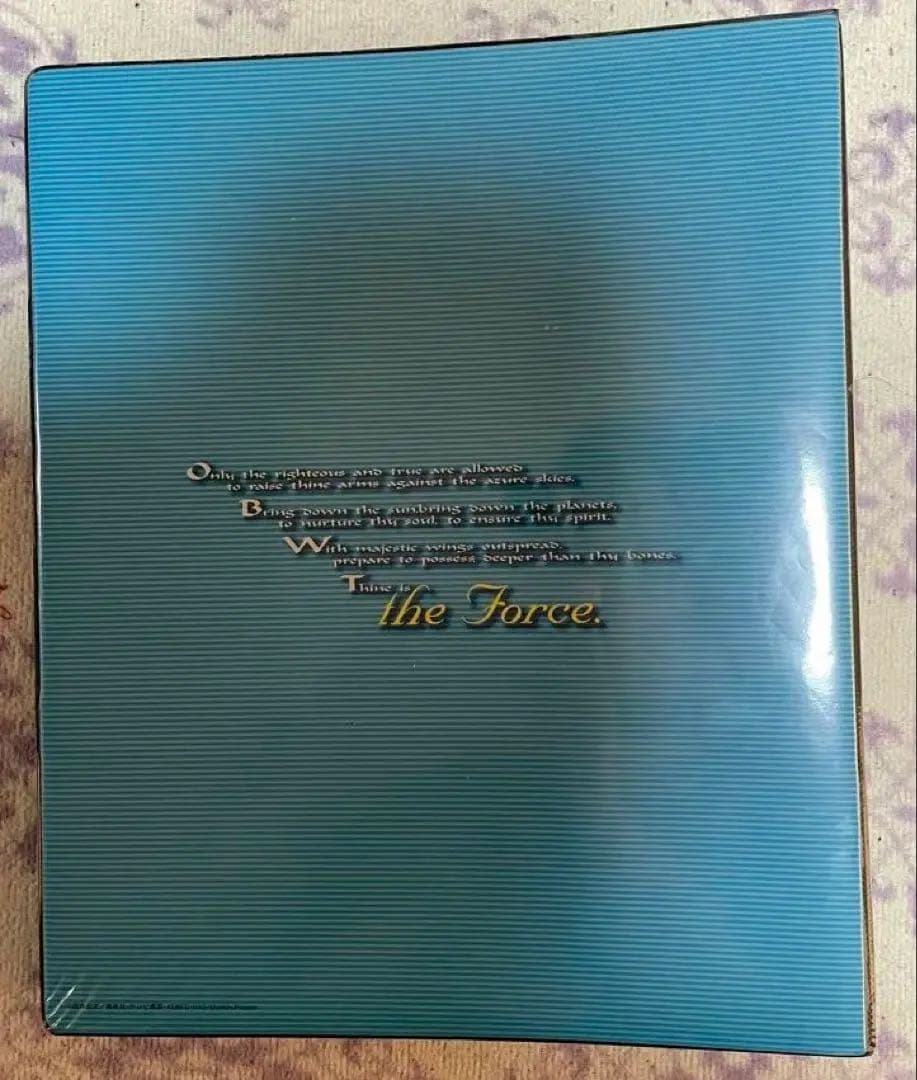 Only the righteous and true are allowed
to raise thine arms against the azure skies.
Bring down the sun, bring down the planets,
to nurture thy soul, to ensure thy spirit.
With majestic wings outspread,
prepare to possess deeper than thy bones.
Thine is
the Force.